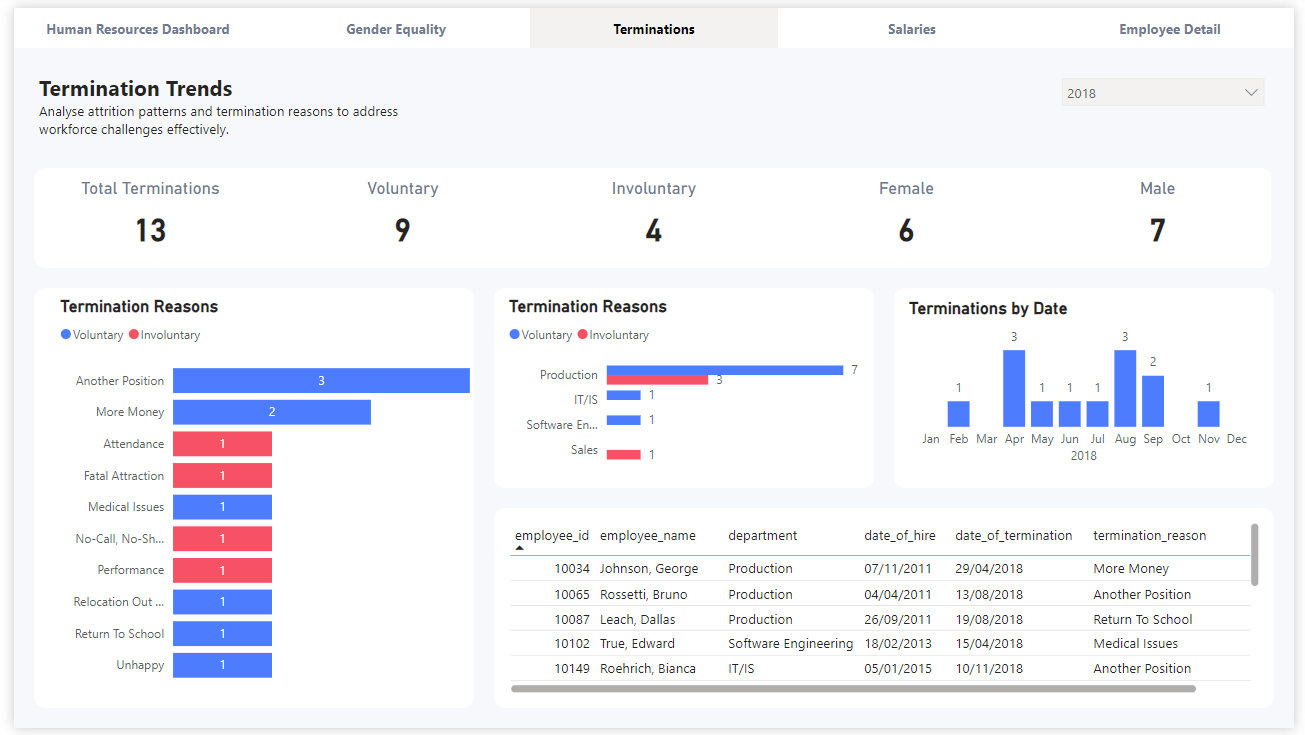 Human Resources Dashboard
Gender Equality
Terminations
Salaries
Employee Detail
Termination Trends
Analyse attrition patterns and termination reasons to address
workforce challenges effectively.
2018
Total Terminations
13
Voluntary
9
Involuntary
4
Female
6
Male
7
Termination Reasons
Voluntary Involuntary
Another Position 3
More Money 2
Attendance 1
Fatal Attraction 1
Medical Issues 1
No-Call, No-Sh... 1
Performance 1
Relocation Out ... 1
Return To School 1
Unhappy 1
Termination Reasons
Voluntary Involuntary
Production 7 3
IT/IS 1
Software En... 1
Sales 1
Terminations by Date
1 3 1 1 1 3 2 1
Jan Feb Mar Apr May Jun Jul Aug Sep Oct Nov Dec
2018
employee_id employee_name department date_of_hire date_of_termination termination_reason
10034 Johnson, George Production 07/11/2011 29/04/2018 More Money
10065 Rossetti, Bruno Production 04/04/2011 13/08/2018 Another Position
10087 Leach, Dallas Production 26/09/2011 19/08/2018 Return To School
10102 True, Edward Software Engineering 18/02/2013 15/04/2018 Medical Issues
10149 Roehrich, Bianca IT/IS 05/01/2015 10/11/2018 Another Position